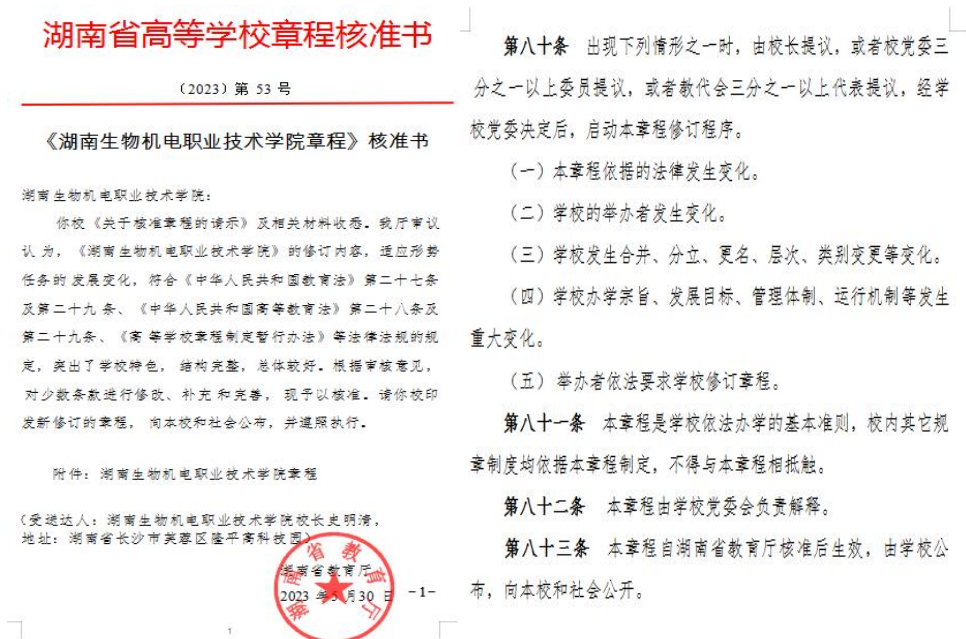 湖南省高等学校章程核准书
（2023）第 53 号
《湖南生物机电职业技术学院章程》核准书
湖南生物机电职业技术学院：
你校《关于核准章程的请示》及相关材料收悉。我厅审议
认 为，《湖南生物机电职业技术学院》的修订内容，适应形势
任务的 发展变化，符合《中华人民共和国教育法》第二十七条
及第二十九 条、《中华人民共和国高等教育法》第二十八条及
第二十九条、《高 等学校章程制定暂行办法》等法律法规的规
定，突出了学校特色， 结构完整，总体较好。根据审核意见，
对少数条款进行修改、补充 和完善， 现予以核准。请你校印
发新修订的章程， 向本校和社会公布，并遵照执行。
附件：湖南生物机电职业技术学院章程
（受送达人：湖南生物机电职业技术学院校长史明清，
地址：湖南省长沙市芙蓉区隆平高科技园）
湖南省教育厅
湖南省教育厅
2023 年5 月30 日
-1-
1
第八十条 出现下列情形之一时，由校长提议，或者校党委三
分之一以上委员提议，或者教代会三分之一以上代表提议，经学
校党委决定后，启动本章程修订程序。
（一）本章程依据的法律发生变化。
（二）学校的举办者发生变化。
（三）学校发生合并、分立、更名、层次、类别变更等变化。
（四）学校办学宗旨、发展目标、管理体制、运行机制等发生
重大变化。
（五） 举办者依法要求学校修订章程。
第八十一条 本章程是学校依法办学的基本准则，校内其它规
章制度均依据本章程制定，不得与本章程相抵触。
第八十二条 本章程由学校党委会负责解释。
第八十三条 本章程自湖南省教育厅核准后生效，由学校公
布，向本校和社会公开。